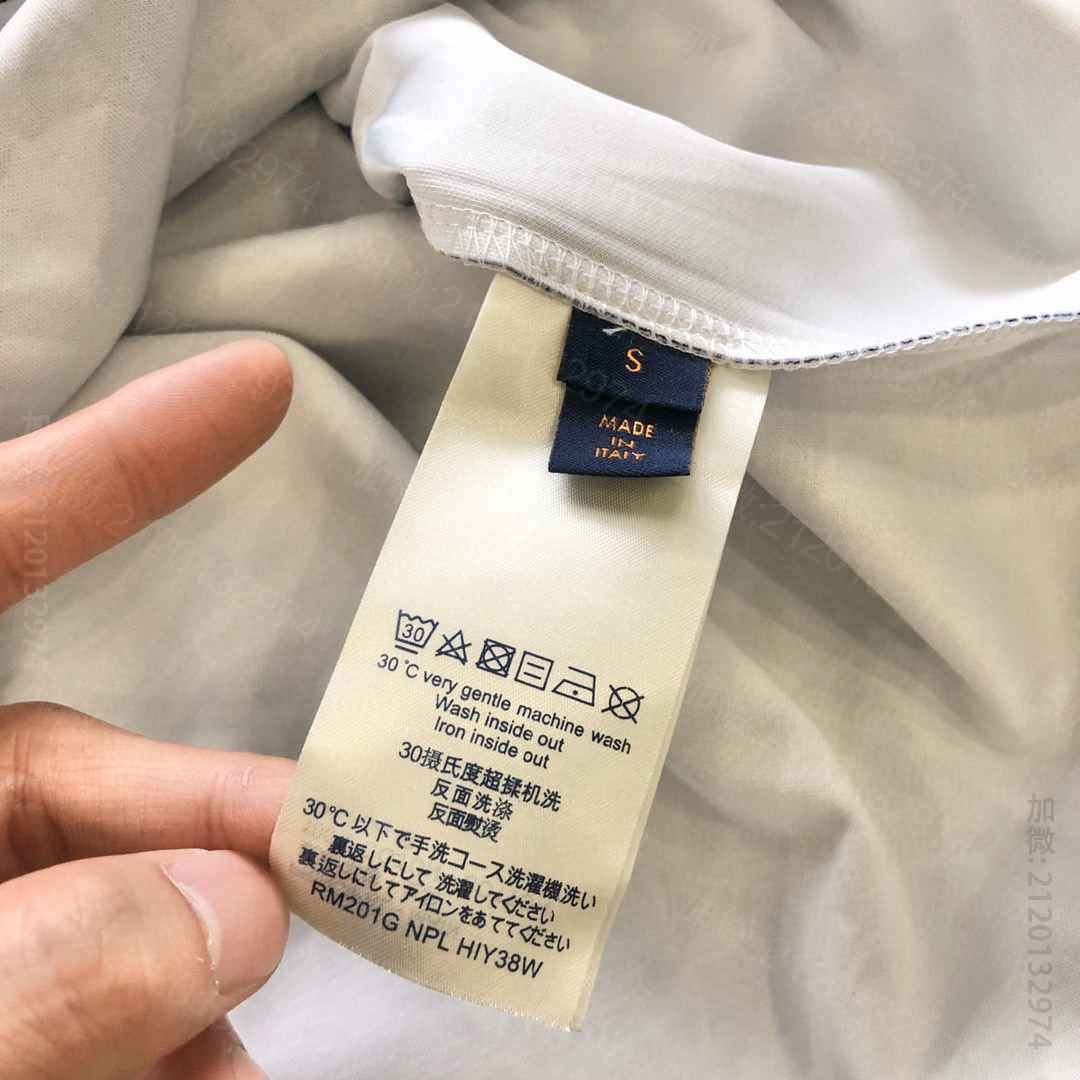 S
MADE
IN
ITALY
30
30 °C very gentle machine wash
Wash inside out
Iron inside out
30摄氏度超揉机洗
反面洗涤
反面熨烫
30°C以下で手洗コース洗濯機洗い
裏返しにして 洗濯してください
裏返しにしてアイロンをあててください
RM201G NPL HIY38W
加微: 2120132974